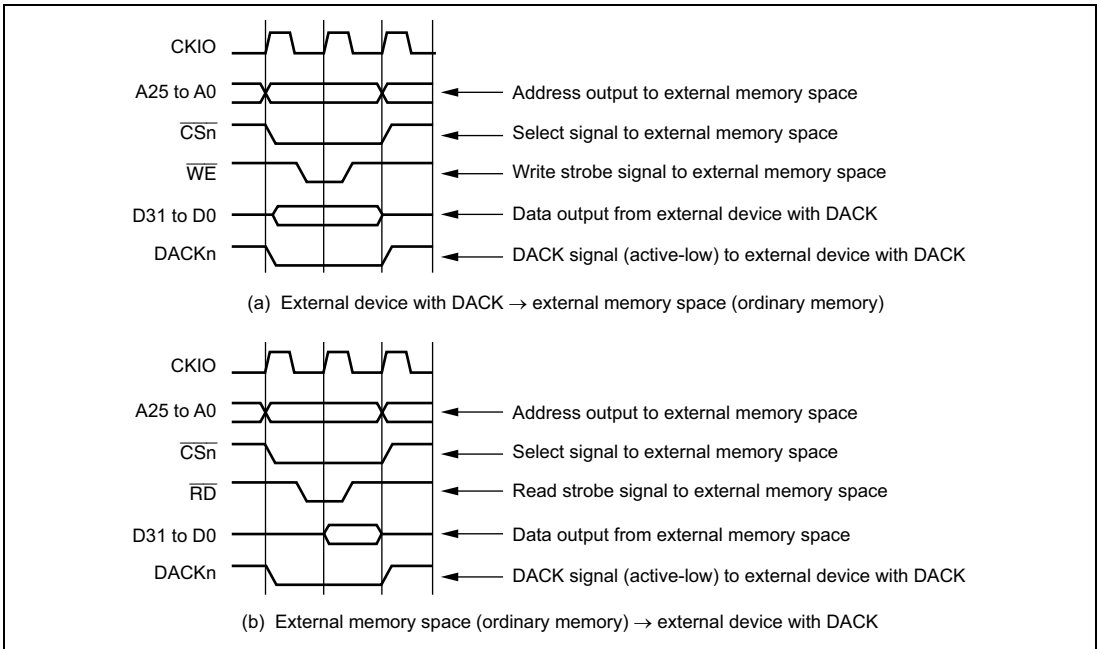 CKIO
A25 to A0 Address output to external memory space
C̅S̅n̅ Select signal to external memory space
W̅E̅ Write strobe signal to external memory space
D31 to D0 Data output from external device with DACK
DACKn DACK signal (active-low) to external device with DACK
(a) External device with DACK → external memory space (ordinary memory)
CKIO
A25 to A0 Address output to external memory space
C̅S̅n̅ Select signal to external memory space
R̅D̅ Read strobe signal to external memory space
D31 to D0 Data output from external memory space
DACKn DACK signal (active-low) to external device with DACK
(b) External memory space (ordinary memory) → external device with DACK